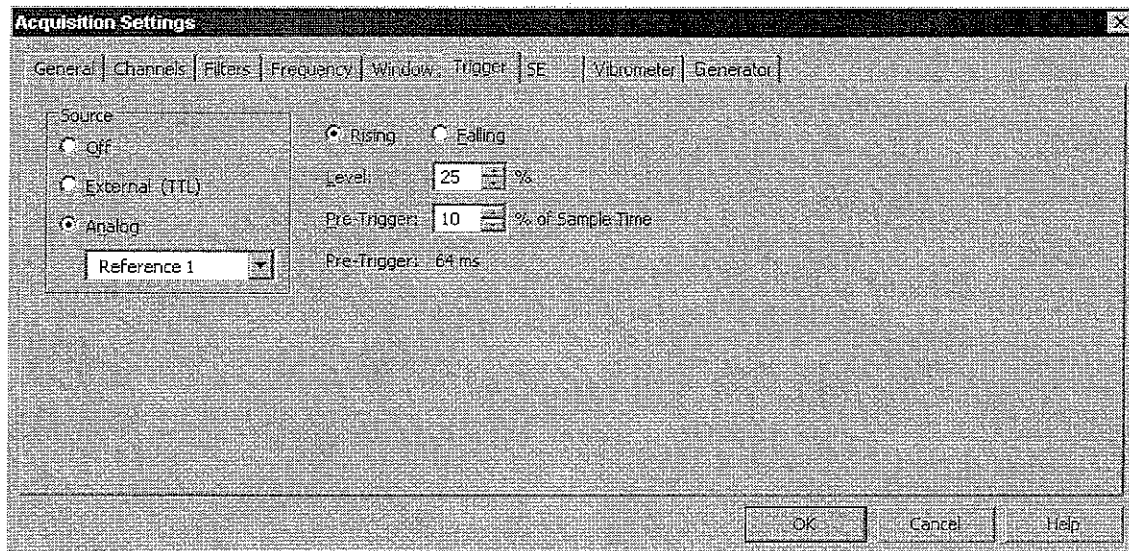 Acquisition Settings
General Channels Filters Frequency Window Trigger SE Vibrometer Generator
Source
Off
External (TTL)
Analog
Reference 1
Rising Falling
Level: 25 %
Pre-Trigger: 10 % of Sample Time
Pre-Trigger: 64 ms
OK Cancel Help